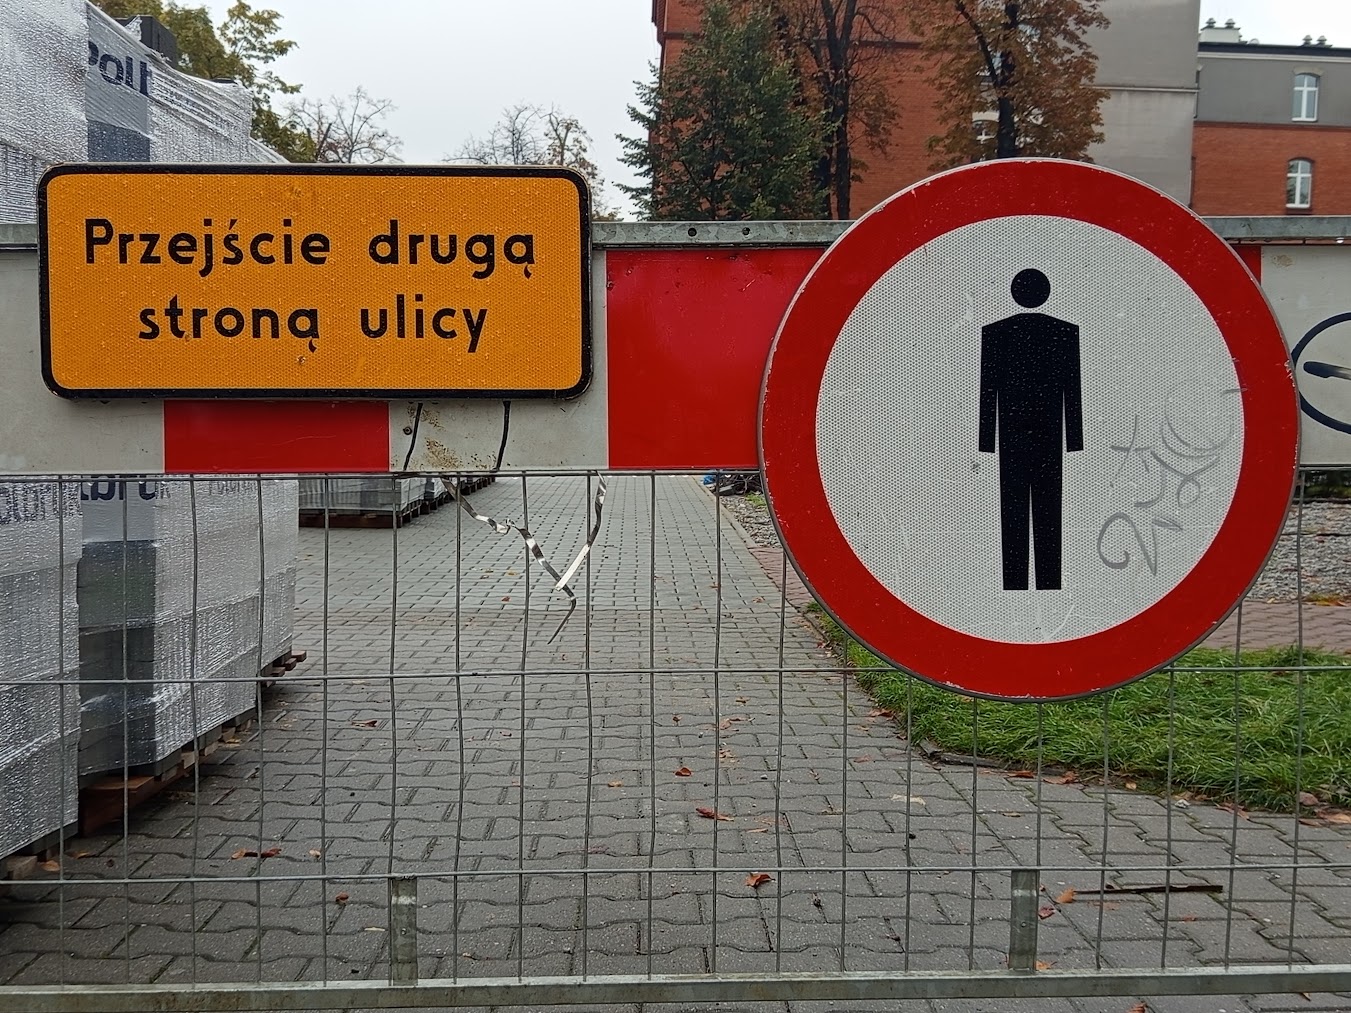 Przejście drugą
stroną ulicy